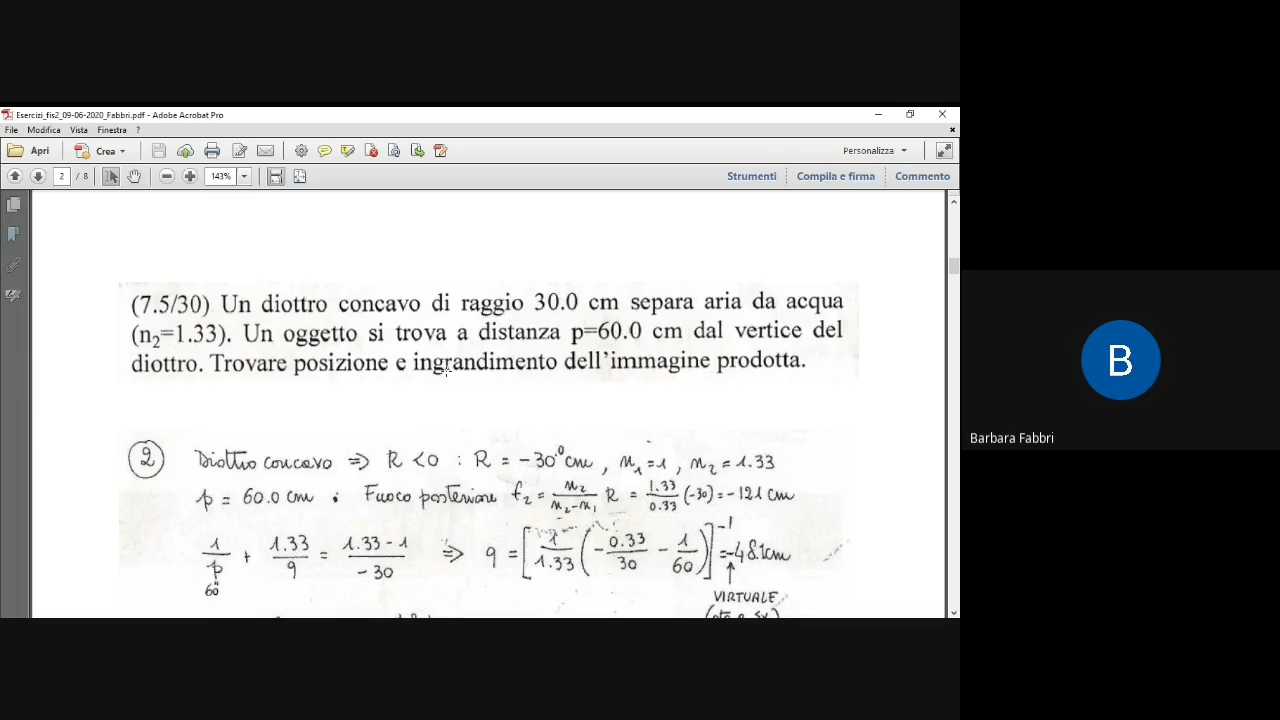 Esercizi_fis2_09-06-2020_Fabbri.pdf - Adobe Acrobat Pro
File Modifica Vista Finestra ?
Apri Crea Personalizza
2 / 8 143% Strumenti Compila e firma Commento
(7.5/30) Un diottro concavo di raggio 30.0 cm separa aria da acqua
(n₂=1.33). Un oggetto si trova a distanza p=60.0 cm dal vertice del
diottro. Trovare posizione e ingrandimento dell'immagine prodotta.
2 Diottro concavo => R < 0 : R = -30.0 cm, n₁=1, n₂=1.33
p = 60.0 cm ; Fuoco posteriore f₂ = n₂/(n₂-n₁) R = 1.33/0.33 (-30) = -121 cm
1/p + 1.33/q = (1.33-1)/-30 => q = [1/1.33 (-0.33/30 - 1/60)]⁻¹ = -48.1cm
60
VIRTUALE
B
Barbara Fabbri